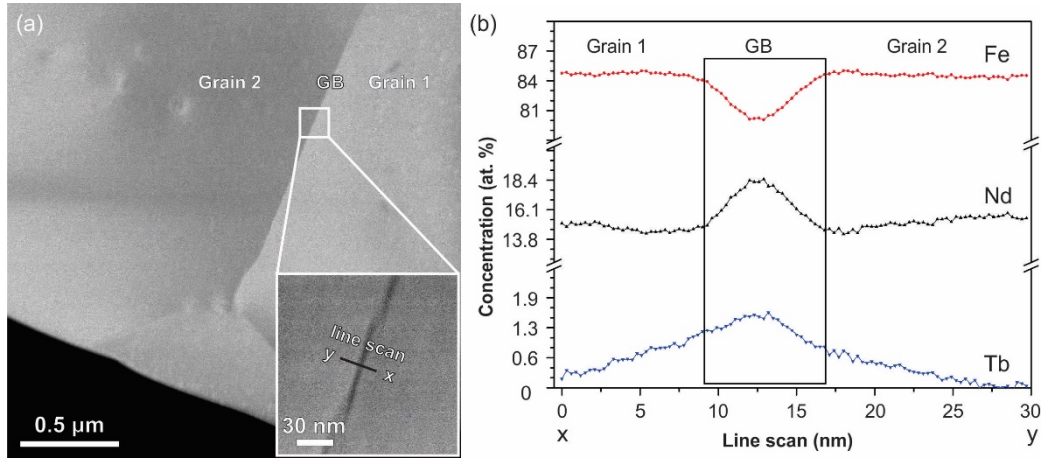 (a)
Grain 2
GB
Grain 1
line scan
y
x
30 nm
0.5 µm
(b)
Grain 1
GB
Grain 2
Fe
Nd
Tb
Concentration (at. %)
87
84
81
18.4
16.1
13.8
1.9
1.3
0.6
0
0 5 10 15 20 25 30
x Line scan (nm) y